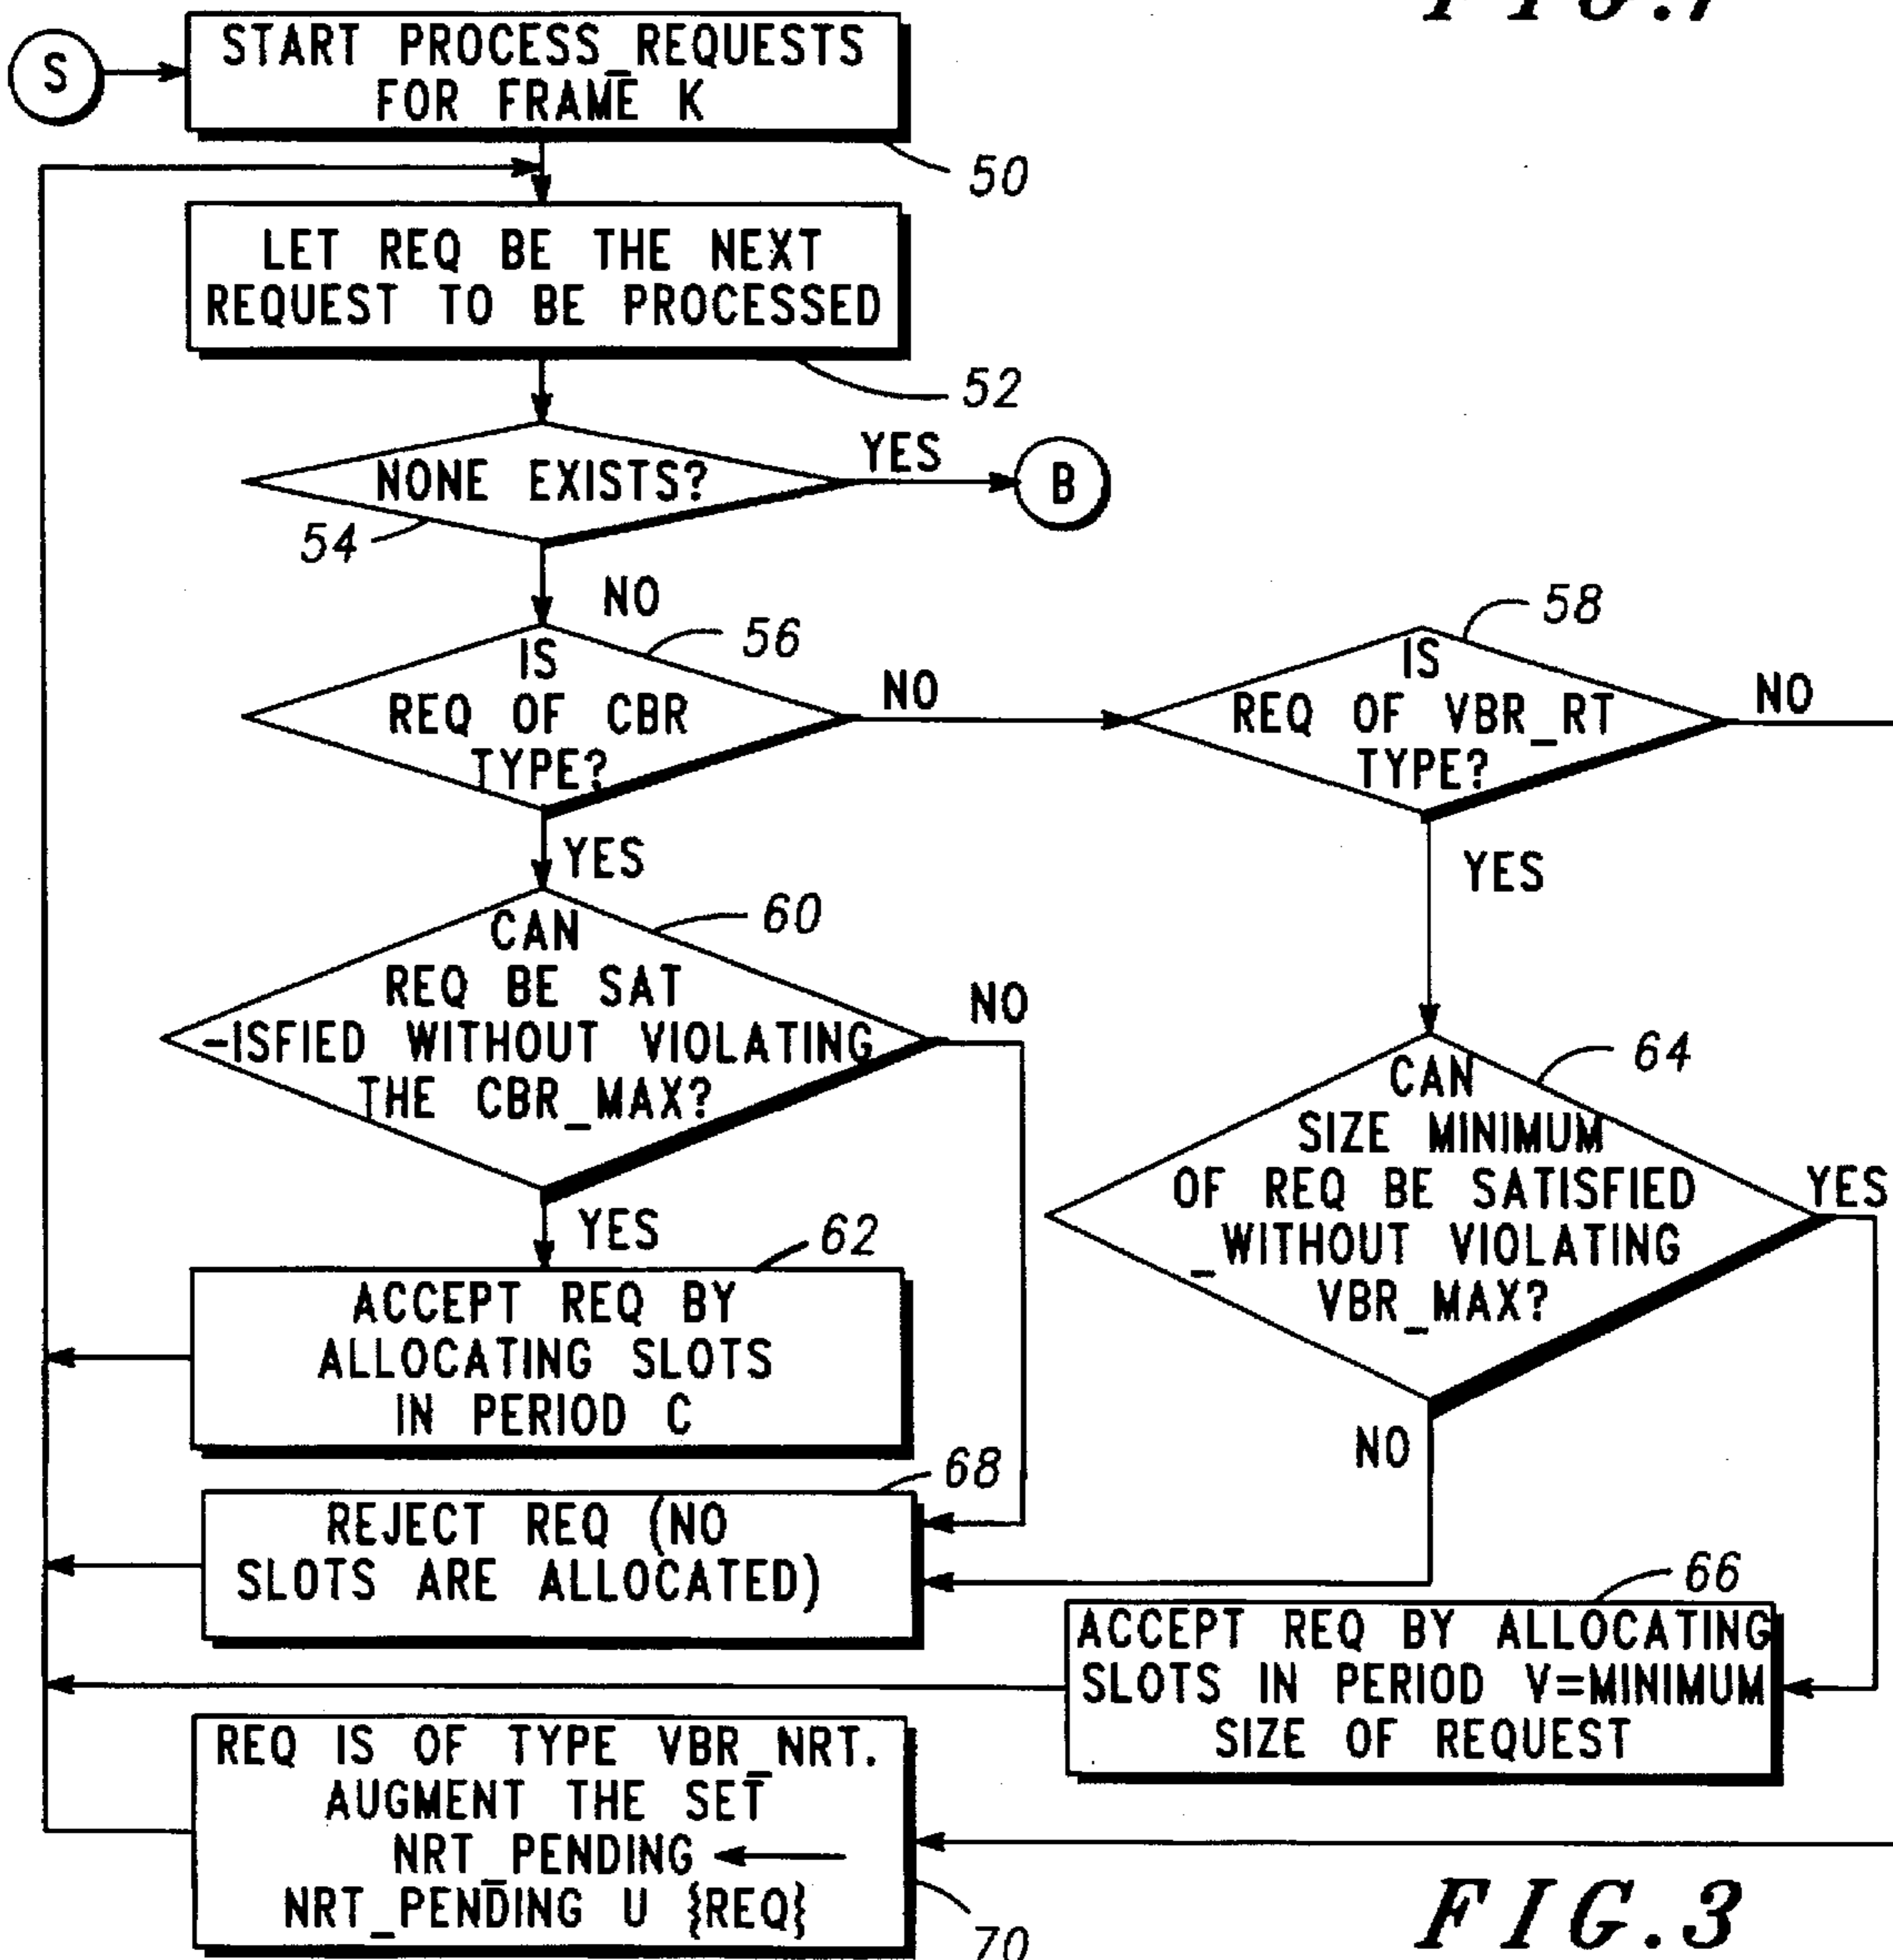 FIG.7
S
START PROCESS_REQUESTS
FOR FRAME K
50
LET REQ BE THE NEXT
REQUEST TO BE PROCESSED
52
NONE EXISTS?
YES
B
54
NO
56
58
IS
REQ OF CBR
TYPE?
NO
IS
REQ OF VBR_RT
TYPE?
NO
YES
YES
60
CAN
REQ BE SAT
-ISFIED WITHOUT VIOLATING
THE CBR_MAX?
NO
64
CAN
SIZE MINIMUM
OF REQ BE SATISFIED
_WITHOUT VIOLATING
VBR_MAX?
YES
YES
62
ACCEPT REQ BY
ALLOCATING SLOTS
IN PERIOD C
NO
68
REJECT REQ (NO
SLOTS ARE ALLOCATED)
66
ACCEPT REQ BY ALLOCATING
SLOTS IN PERIOD V=MINIMUM
SIZE OF REQUEST
REQ IS OF TYPE VBR_NRT.
AUGMENT THE SET
NRT_PENDING ←
NRT_PENDING U {REQ}
70
FIG.3